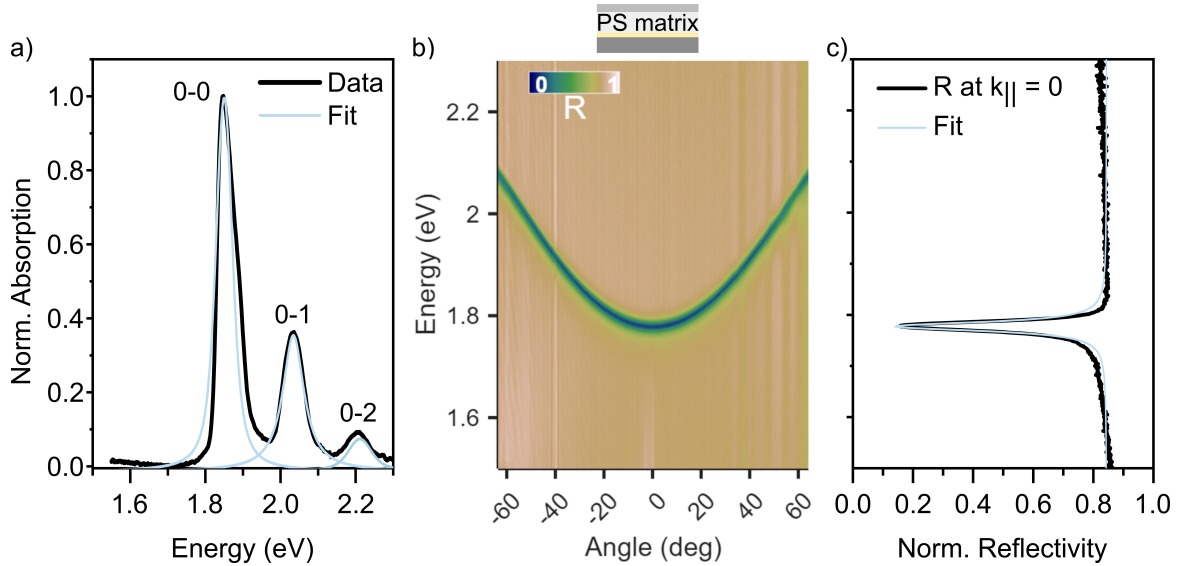 PS matrix
a)
b)
c)
0-0
Data
Fit
0-1
0-2
1.0
0.8
0.6
0.4
0.2
0.0
Norm. Absorption
1.6
1.8
2.0
2.2
Energy (eV)
0
1
R
2.2
2
1.8
1.6
Energy (eV)
-60
-40
-20
0
20
40
60
Angle (deg)
R at k|| = 0
Fit
0.0
0.2
0.4
0.6
0.8
1.0
Norm. Reflectivity